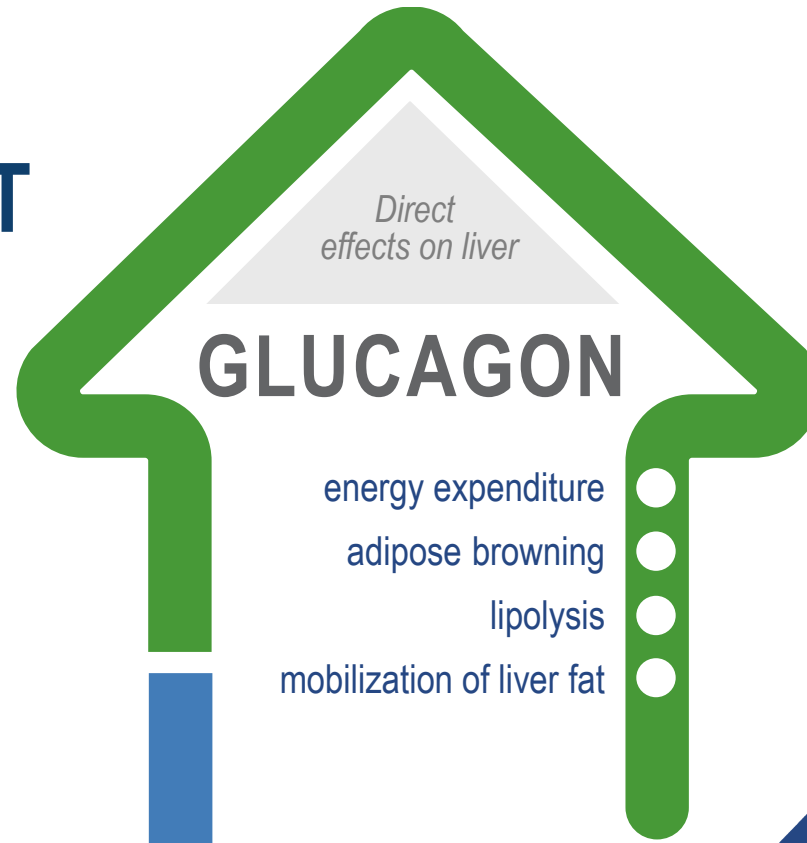 T
Direct
effects on liver
GLUCAGON
energy expenditure
adipose browning
lipolysis
mobilization of liver fat